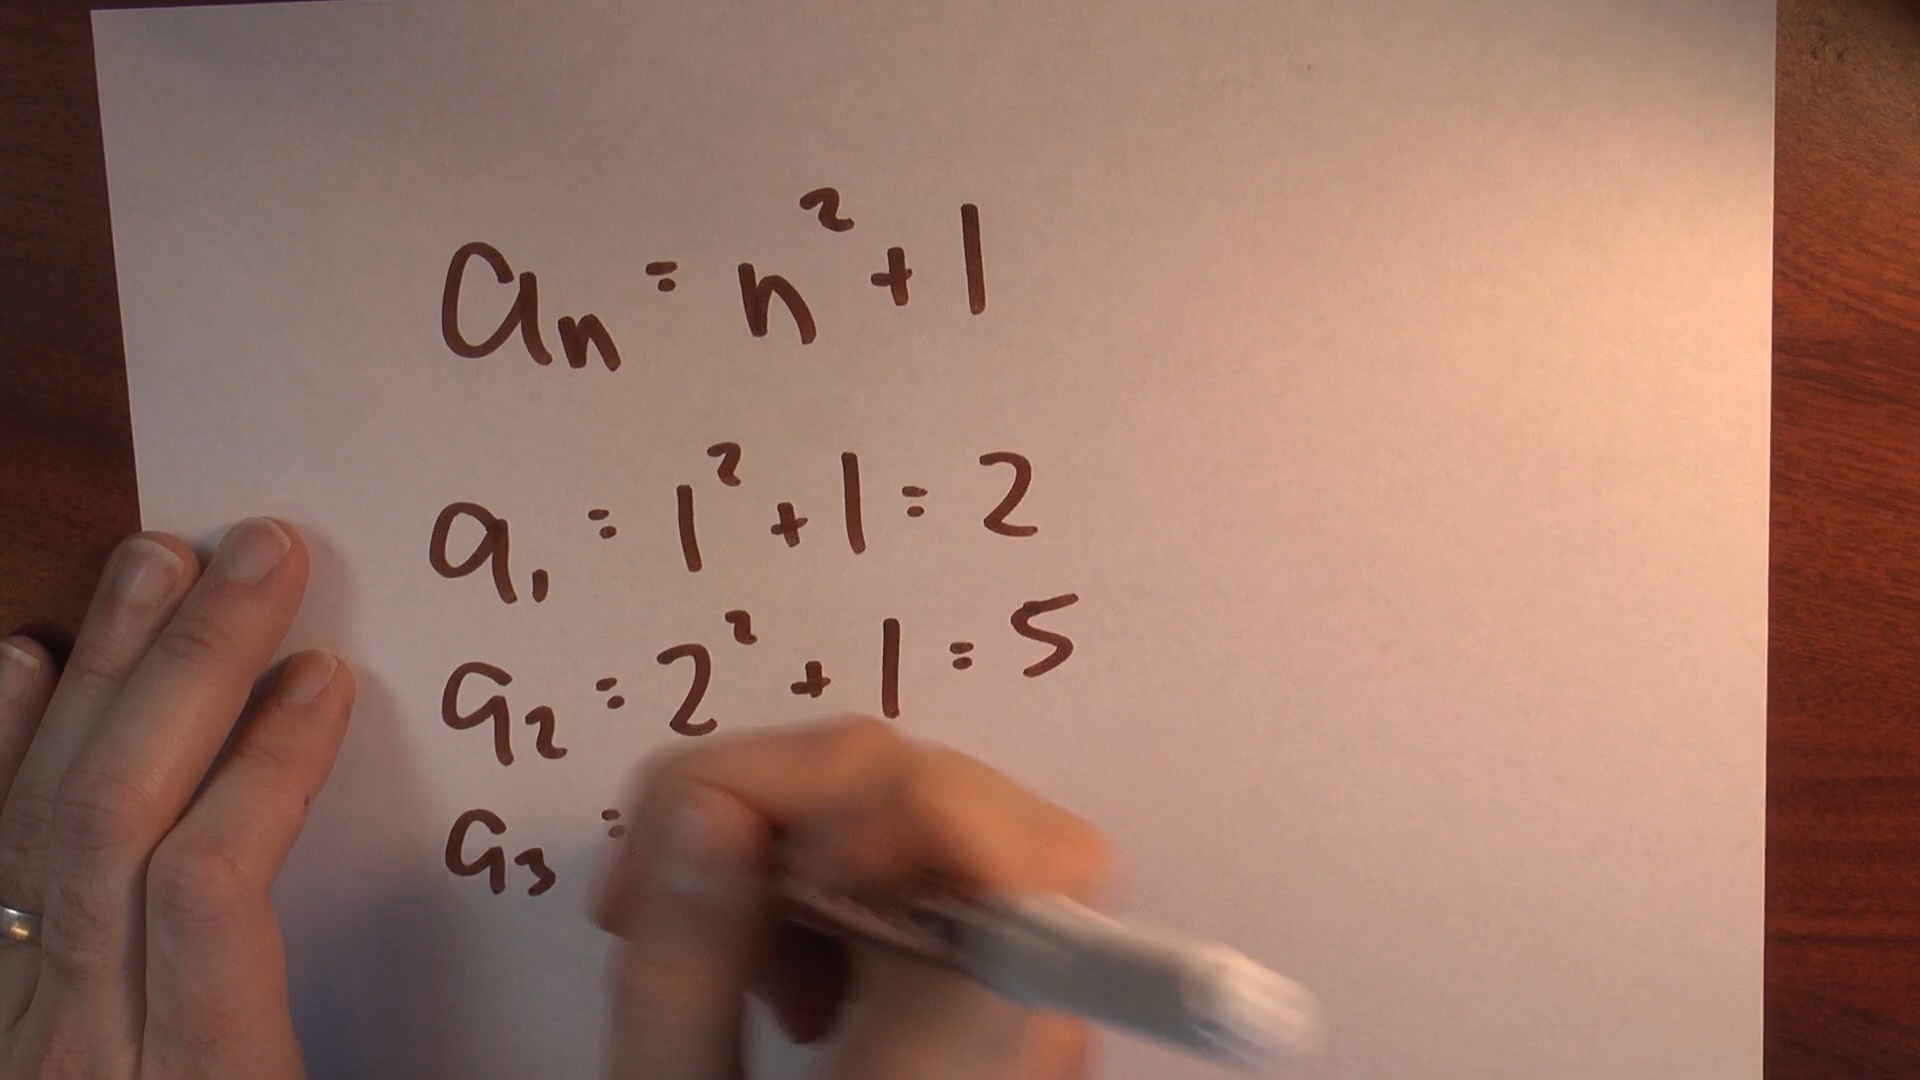 aₙ = n² + 1
a₁ = 1² + 1 = 2
a₂ = 2² + 1 = 5
a₃ =